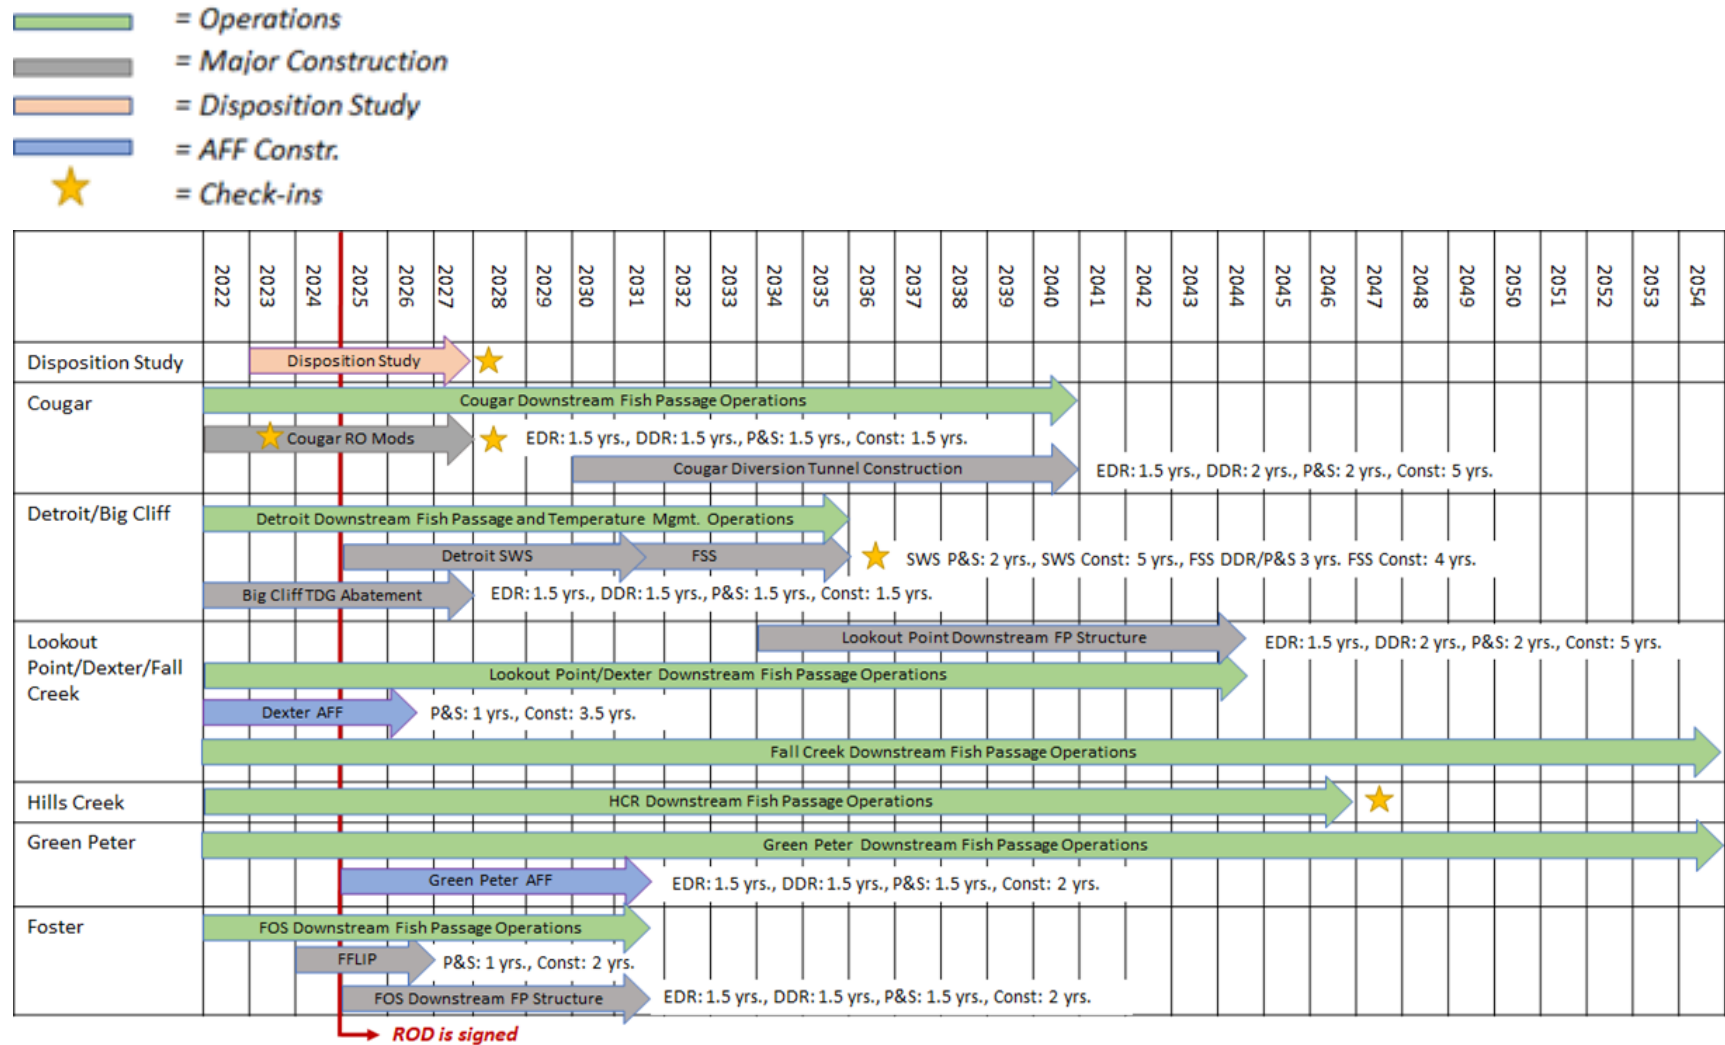 = Operations
= Major Construction
= Disposition Study
= AFF Constr.
= Check-ins
2022 2023 2024 2025 2026 2027 2028 2029 2030 2031 2032 2033 2034 2035 2036 2037 2038 2039 2040 2041 2042 2043 2044 2045 2046 2047 2048 2049 2050 2051 2052 2053 2054
Disposition Study
Disposition Study
Cougar
Cougar Downstream Fish Passage Operations
Cougar RO Mods
EDR: 1.5 yrs., DDR: 1.5 yrs., P&S: 1.5 yrs., Const: 1.5 yrs.
Cougar Diversion Tunnel Construction
EDR: 1.5 yrs., DDR: 2 yrs., P&S: 2 yrs., Const: 5 yrs.
Detroit/Big Cliff
Detroit Downstream Fish Passage and Temperature Mgmt. Operations
Detroit SWS
FSS
SWS P&S: 2 yrs., SWS Const: 5 yrs., FSS DDR/P&S 3 yrs. FSS Const: 4 yrs.
Big Cliff TDG Abatement
EDR: 1.5 yrs., DDR: 1.5 yrs., P&S: 1.5 yrs., Const: 1.5 yrs.
Lookout
Point/Dexter/Fall
Creek
Lookout Point Downstream FP Structure
EDR: 1.5 yrs., DDR: 2 yrs., P&S: 2 yrs., Const: 5 yrs.
Lookout Point/Dexter Downstream Fish Passage Operations
Dexter AFF
P&S: 1 yrs., Const: 3.5 yrs.
Fall Creek Downstream Fish Passage Operations
Hills Creek
HCR Downstream Fish Passage Operations
Green Peter
Green Peter Downstream Fish Passage Operations
Green Peter AFF
EDR: 1.5 yrs., DDR: 1.5 yrs., P&S: 1.5 yrs., Const: 2 yrs.
Foster
FOS Downstream Fish Passage Operations
FFLIP
P&S: 1 yrs., Const: 2 yrs.
FOS Downstream FP Structure
EDR: 1.5 yrs., DDR: 1.5 yrs., P&S: 1.5 yrs., Const: 2 yrs.
ROD is signed